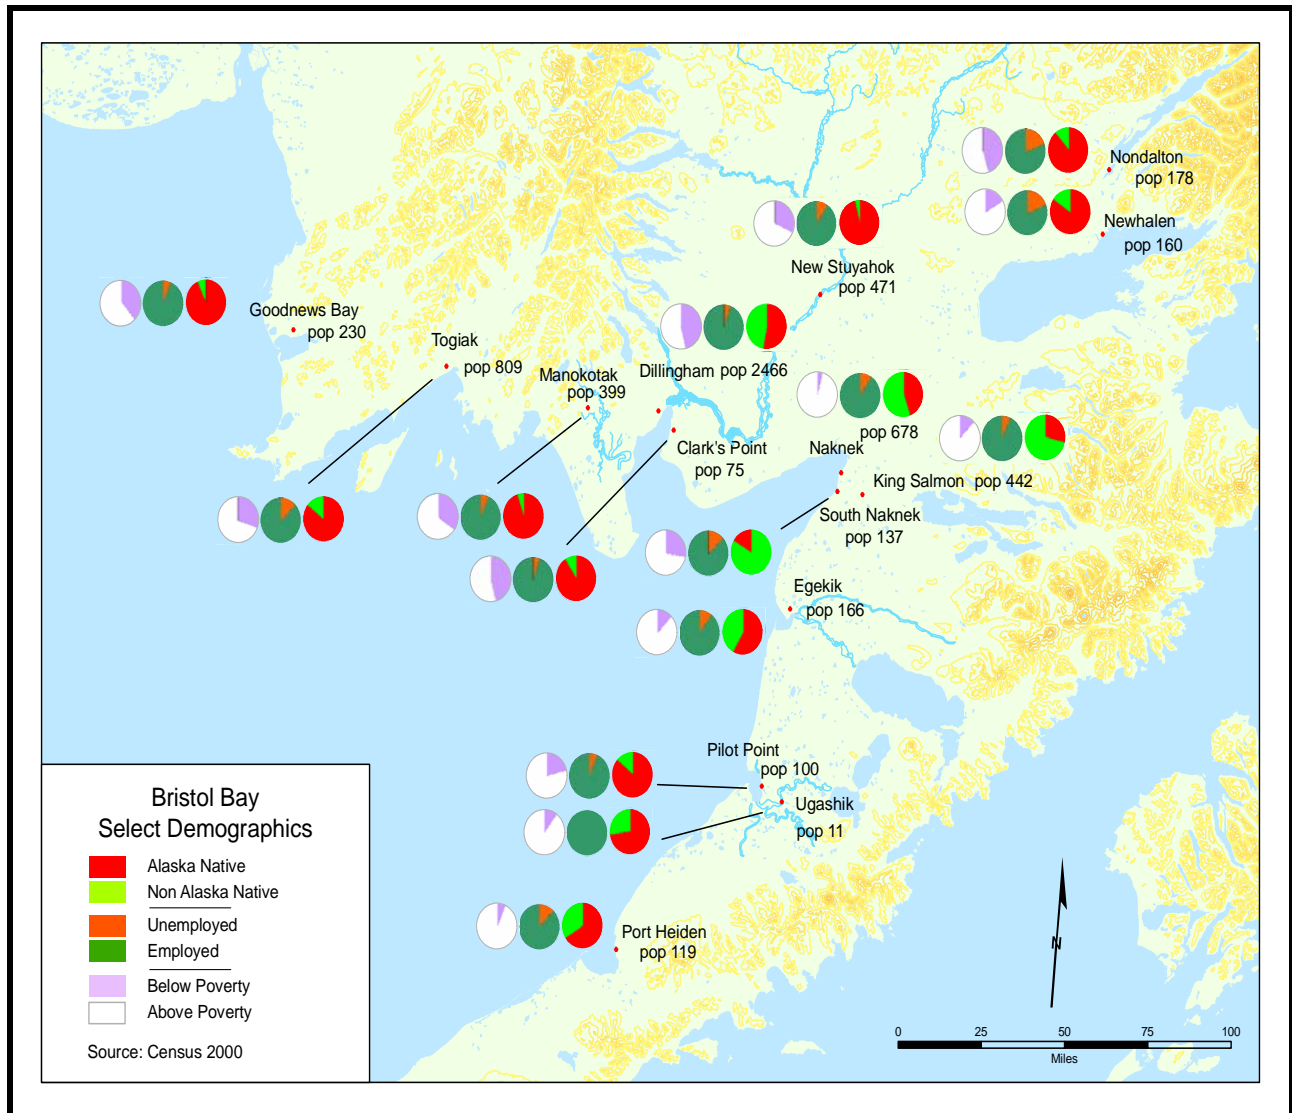 Nondalton
pop 178
Newhalen
pop 160
New Stuyahok
pop 471
Goodnews Bay
pop 230
Togiak
pop 809
Manokotak
pop 399
Dillingham pop 2466
Clark's Point
pop 75
pop 678
Naknek
King Salmon pop 442
South Naknek
pop 137
Egekik
pop 166
Pilot Point
pop 100
Ugashik
pop 11
Port Heiden
pop 119
Bristol Bay
Select Demographics
Alaska Native
Non Alaska Native
Unemployed
Employed
Below Poverty
Above Poverty
Source: Census 2000
N
0 25 50 75 100
Miles